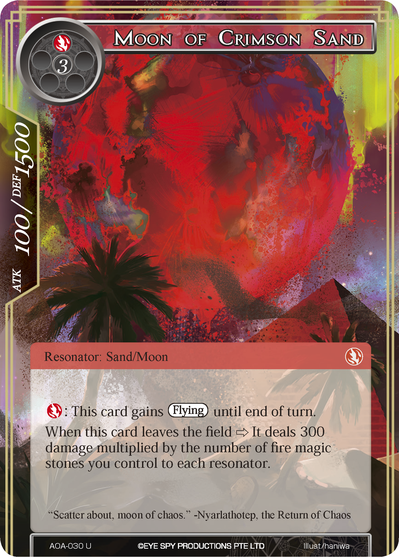 Moon of Crimson Sand
3
ATK 100/DEF 1500
Resonator: Sand/Moon
: This card gains Flying until end of turn.
When this card leaves the field ⇨ It deals 300
damage multiplied by the number of fire magic
stones you control to each resonator.
“Scatter about, moon of chaos.” -Nyarlathotep, the Return of Chaos
AOA-030 U
©EYE SPY PRODUCTIONS PTE LTD
Illust/haniwa